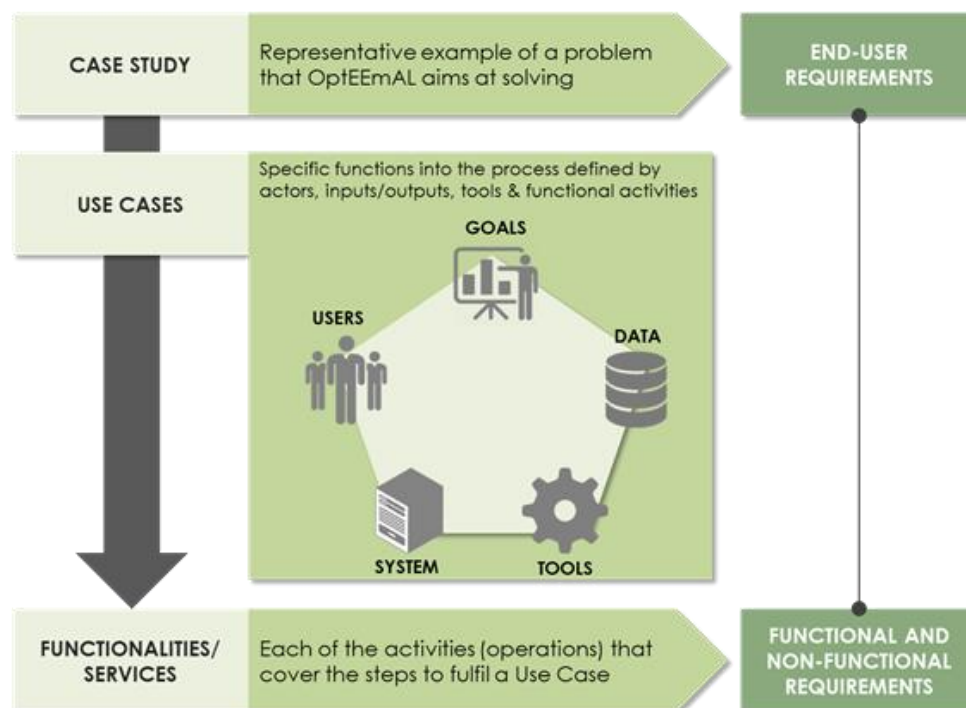 CASE STUDY
Representative example of a problem
that OptEEmAL aims at solving
END-USER
REQUIREMENTS
USE CASES
Specific functions into the process defined by
actors, inputs/outputs, tools & functional activities
GOALS
USERS
DATA
SYSTEM
TOOLS
FUNCTIONALITIES/
SERVICES
Each of the activities (operations) that
cover the steps to fulfil a Use Case
FUNCTIONAL AND
NON-FUNCTIONAL
REQUIREMENTS